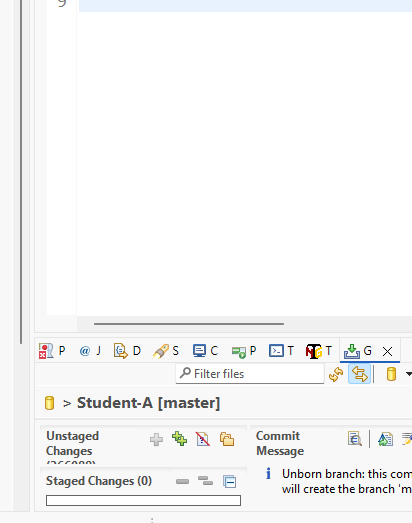 9
P @ J D S C P T T G
Filter files
> Student-A [master]
Unstaged
Changes
Commit
Message
Staged Changes (0)
Unborn branch: this com
will create the branch 'm